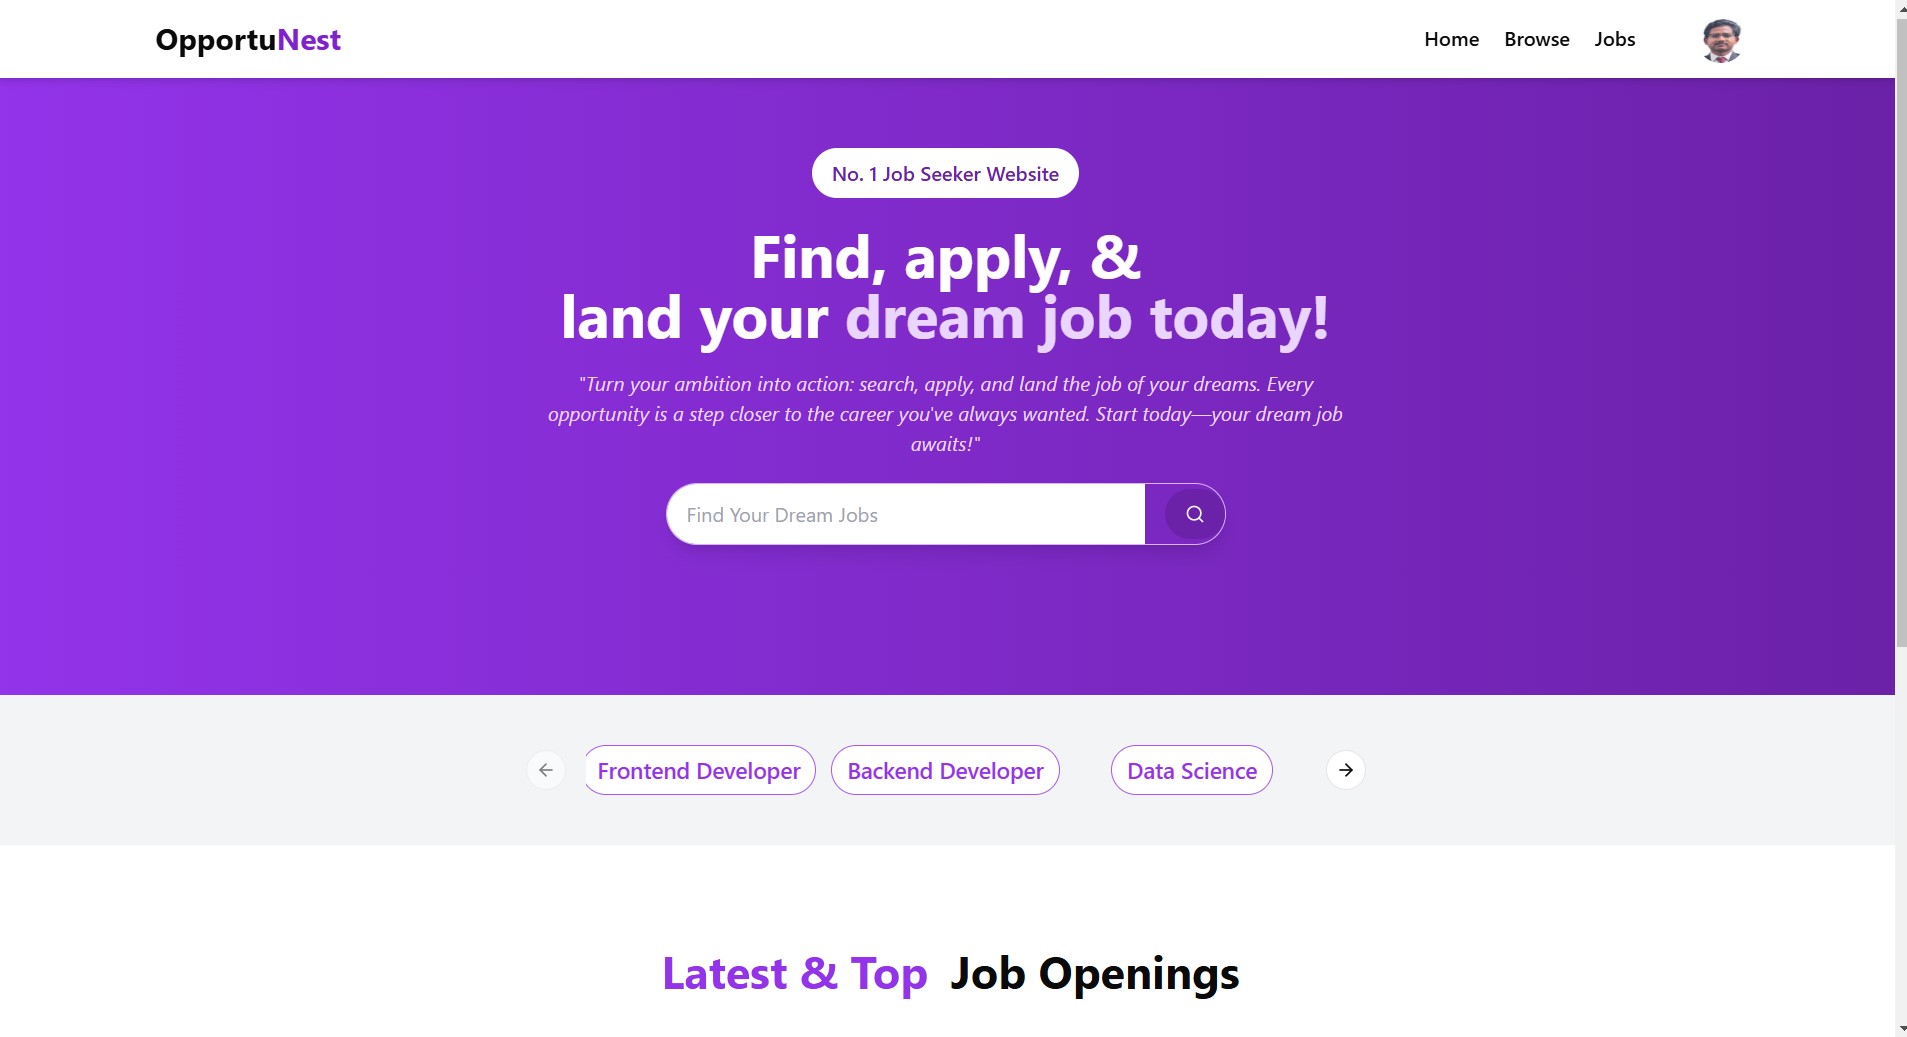 OpportuNest
Home Browse Jobs
No. 1 Job Seeker Website
Find, apply, &
land your dream job today!
"Turn your ambition into action: search, apply, and land the job of your dreams. Every
opportunity is a step closer to the career you've always wanted. Start today—your dream job
awaits!"
Find Your Dream Jobs
Frontend Developer Backend Developer Data Science
Latest & Top Job Openings